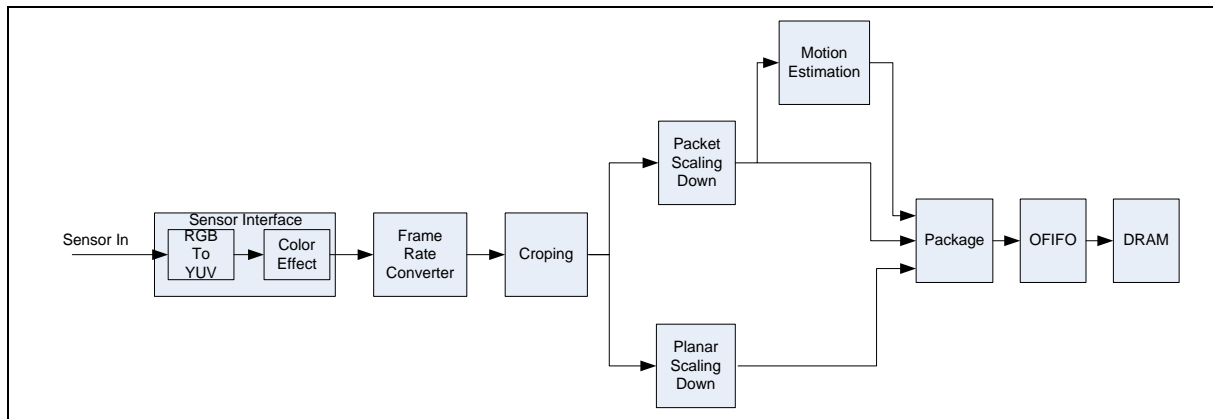 Sensor In
Sensor Interface
RGB
To
YUV
Color
Effect
Frame
Rate
Converter
Croping
Packet
Scaling
Down
Motion
Estimation
Planar
Scaling
Down
Package
OFIFO
DRAM